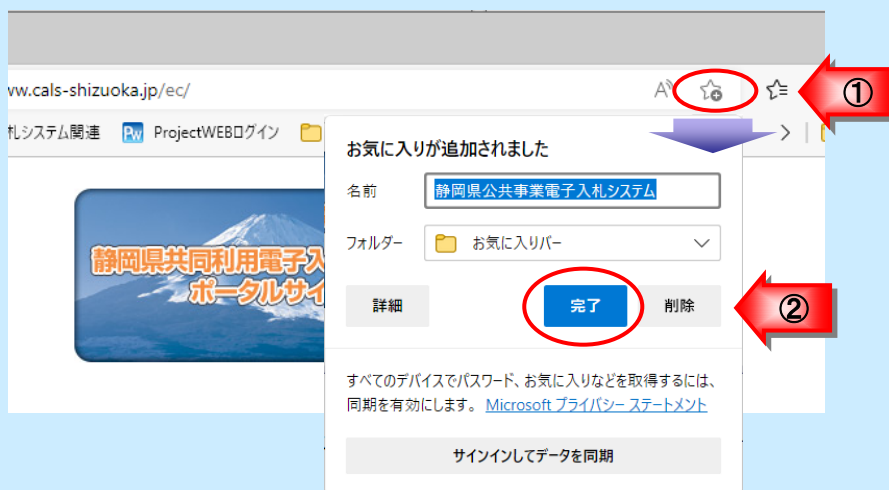 ww.cals-shizuoka.jp/ec/
①
札システム関連 Pw ProjectWEBログイン
お気に入りが追加されました
名前 静岡県公共事業電子入札システム
フォルダー お気に入りバー
静岡県共同利用電子入
ポータルサイ
詳細 完了 削除
②
すべてのデバイスでパスワード、お気に入りなどを取得するには、
同期を有効にします。 Microsoft プライバシー ステートメント
サインインしてデータを同期